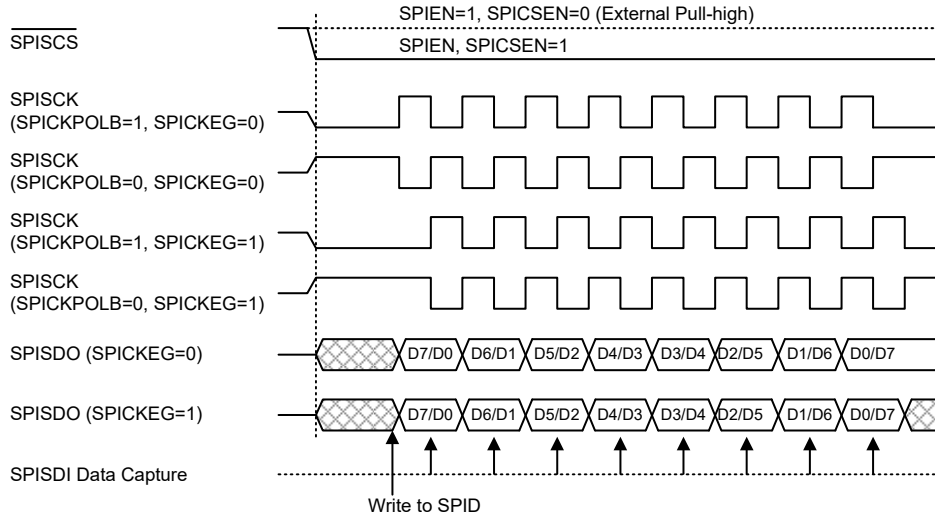 SPIEN=1, SPICSEN=0 (External Pull-high)
SPISCS
SPIEN, SPICSEN=1
SPISCK
(SPICKPOLB=1, SPICKEG=0)
SPISCK
(SPICKPOLB=0, SPICKEG=0)
SPISCK
(SPICKPOLB=1, SPICKEG=1)
SPISCK
(SPICKPOLB=0, SPICKEG=1)
SPISDO (SPICKEG=0) D7/D0 D6/D1 D5/D2 D4/D3 D3/D4 D2/D5 D1/D6 D0/D7
SPISDO (SPICKEG=1) D7/D0 D6/D1 D5/D2 D4/D3 D3/D4 D2/D5 D1/D6 D0/D7
SPISDI Data Capture
Write to SPID